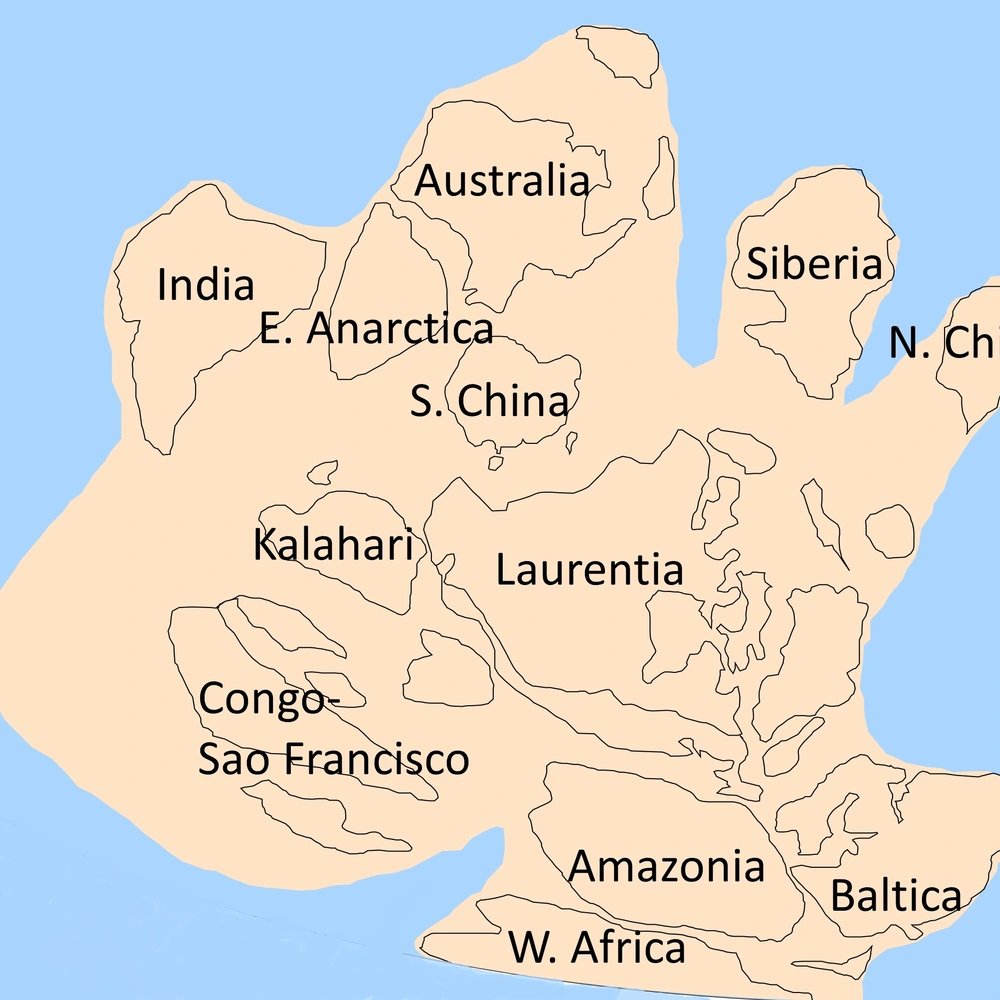 Australia
Siberia
India
E. Anarctica
N. Chi
S. China
Kalahari
Laurentia
Congo-
Sao Francisco
Amazonia
Baltica
W. Africa